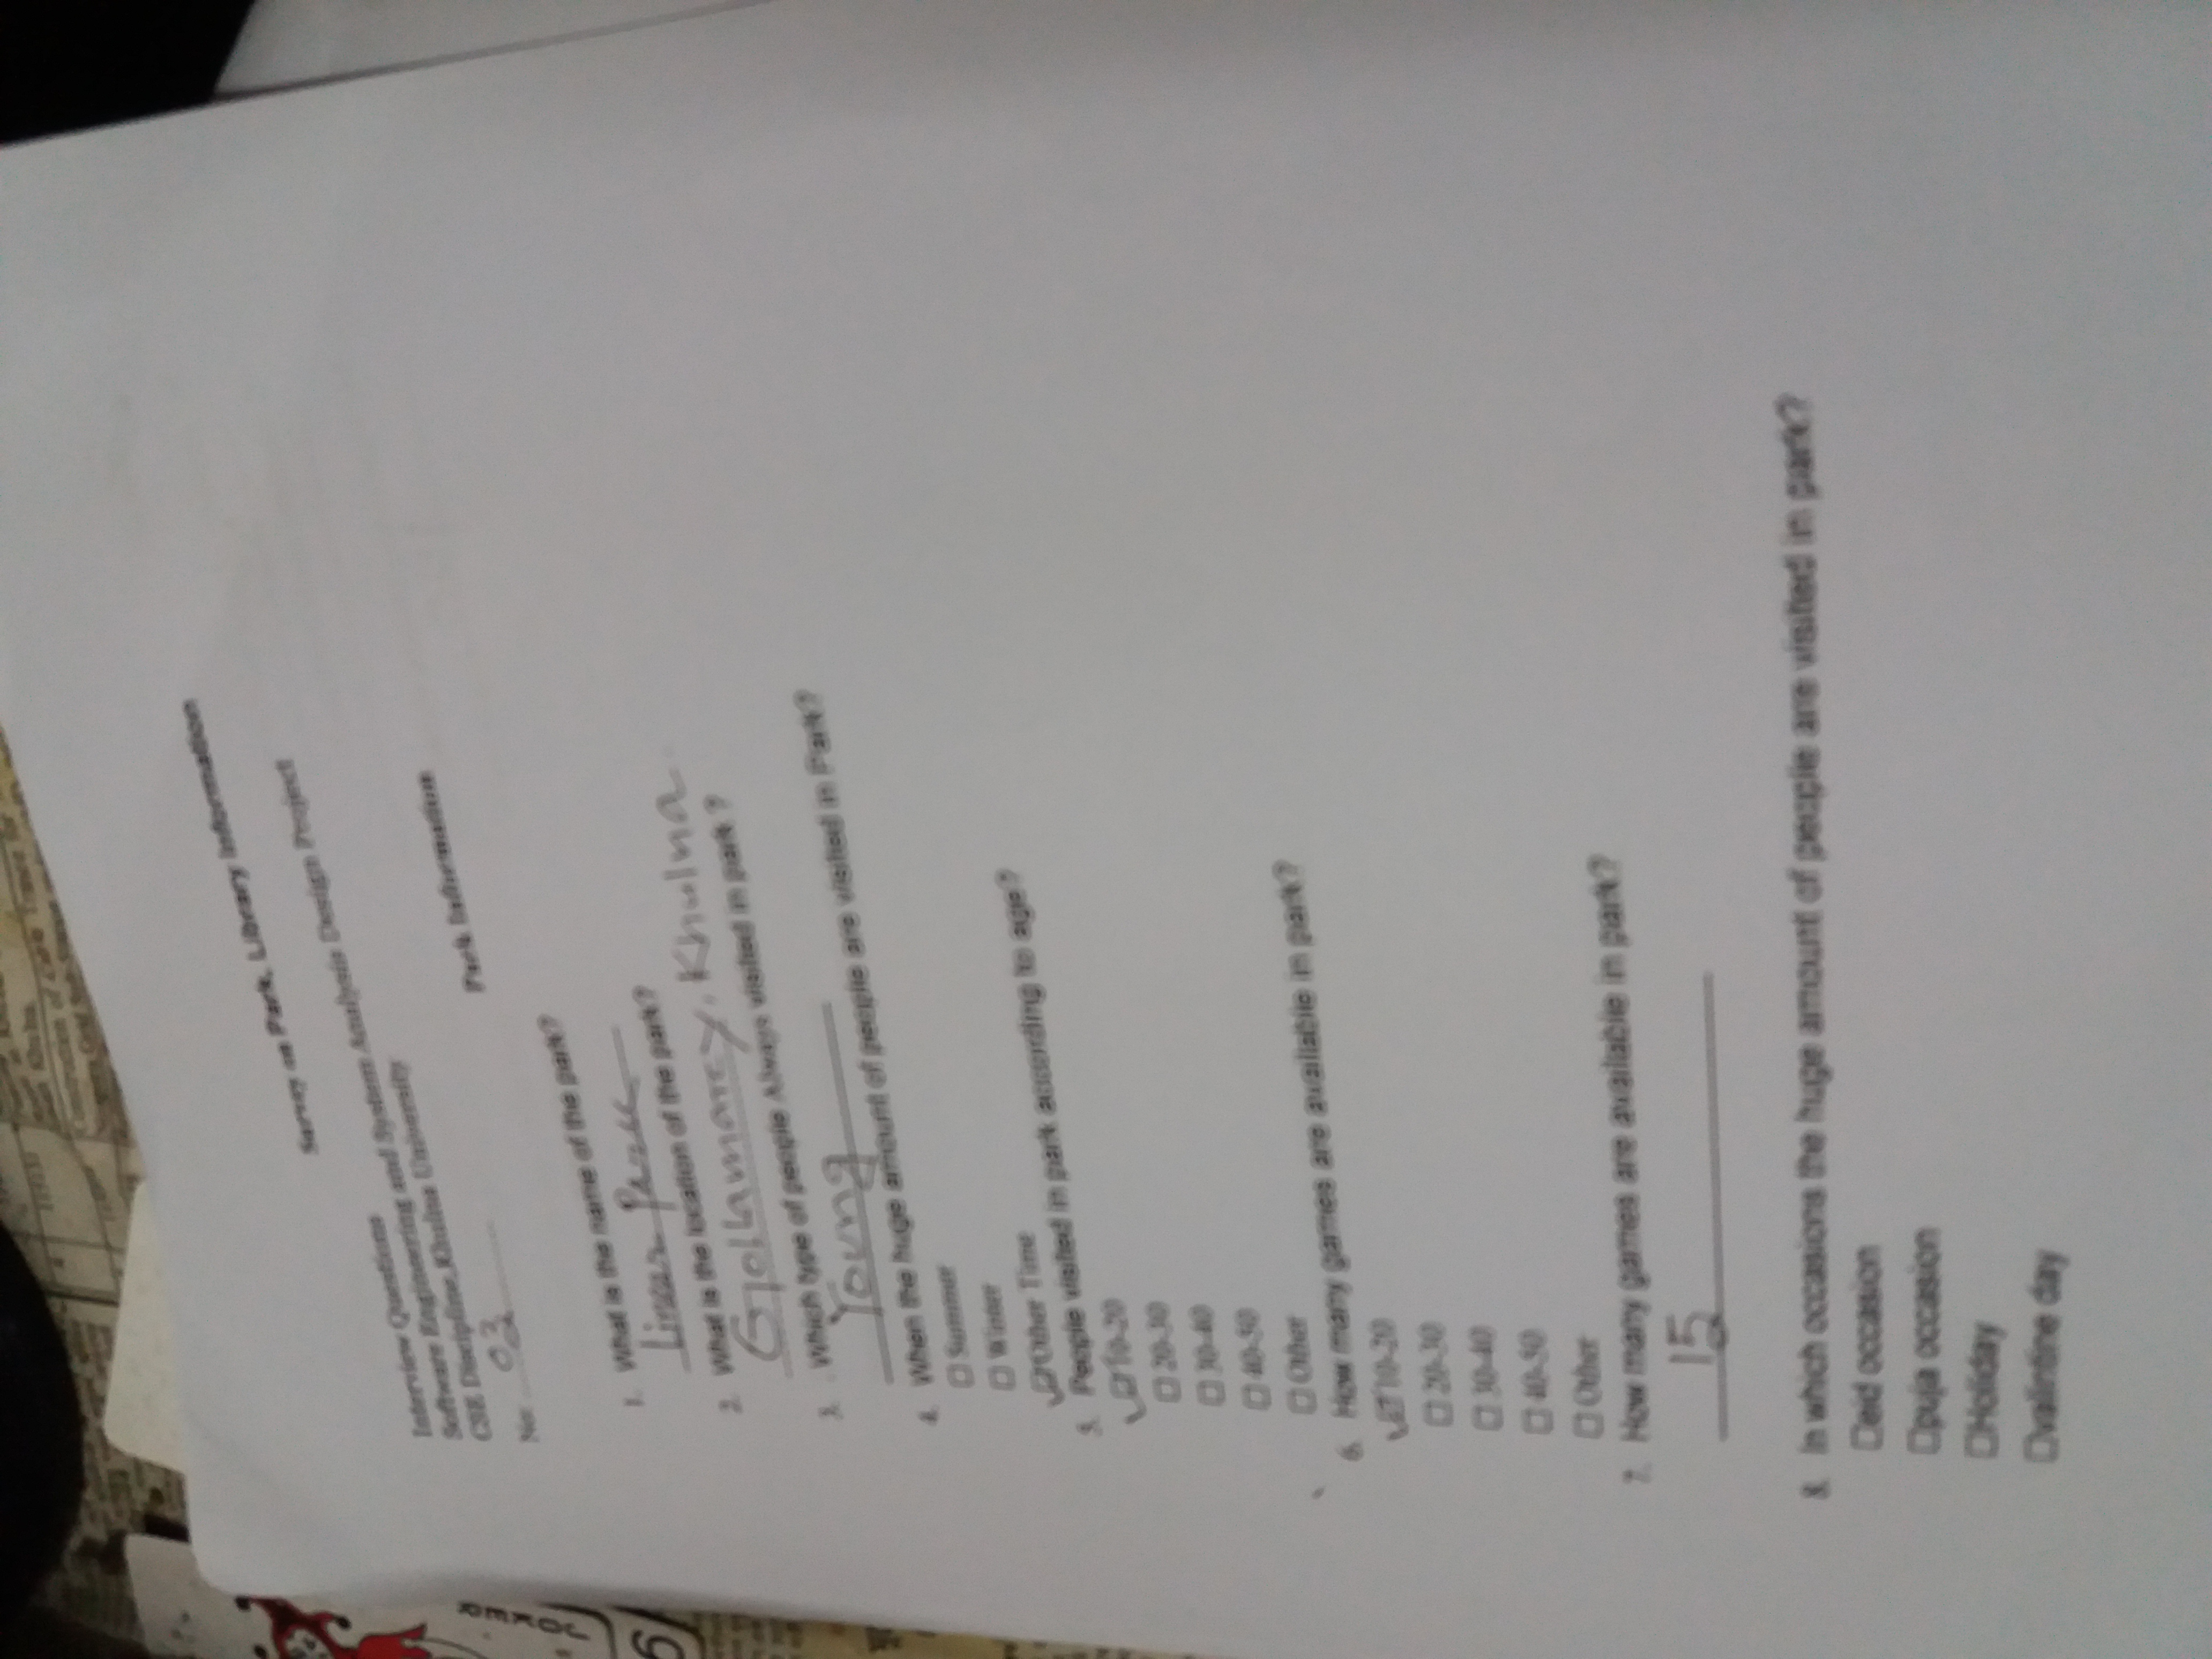 Survey on Park, Library Information
Interview Questions
Software Engineering and System Analysis Design Project
CSE Discipline, Khulna University
No: 03
Park Information
1. What is the name of the park?
Linear Park
2. What is the location of the park?
Gollamary, Khulna
3. Which type of people Always visited in park ?
Young
4. When the huge amount of people are visited in Park?
☐ Summer
☐ Winter
☑ Other Time
5. People visited in park according to age?
☑ 10-20
☐ 20-30
☐ 30-40
☐ 40-50
☐ Other
6. How many games are available in park?
☑ 10-20
☐ 20-30
☐ 30-40
☐ 40-50
☐ Other
7. How many games are available in park?
15
8. In which occasions the huge amount of people are visited in park?
☐eid occasion
☐puja occasion
☐Holiday
☐valintine day
JOKER